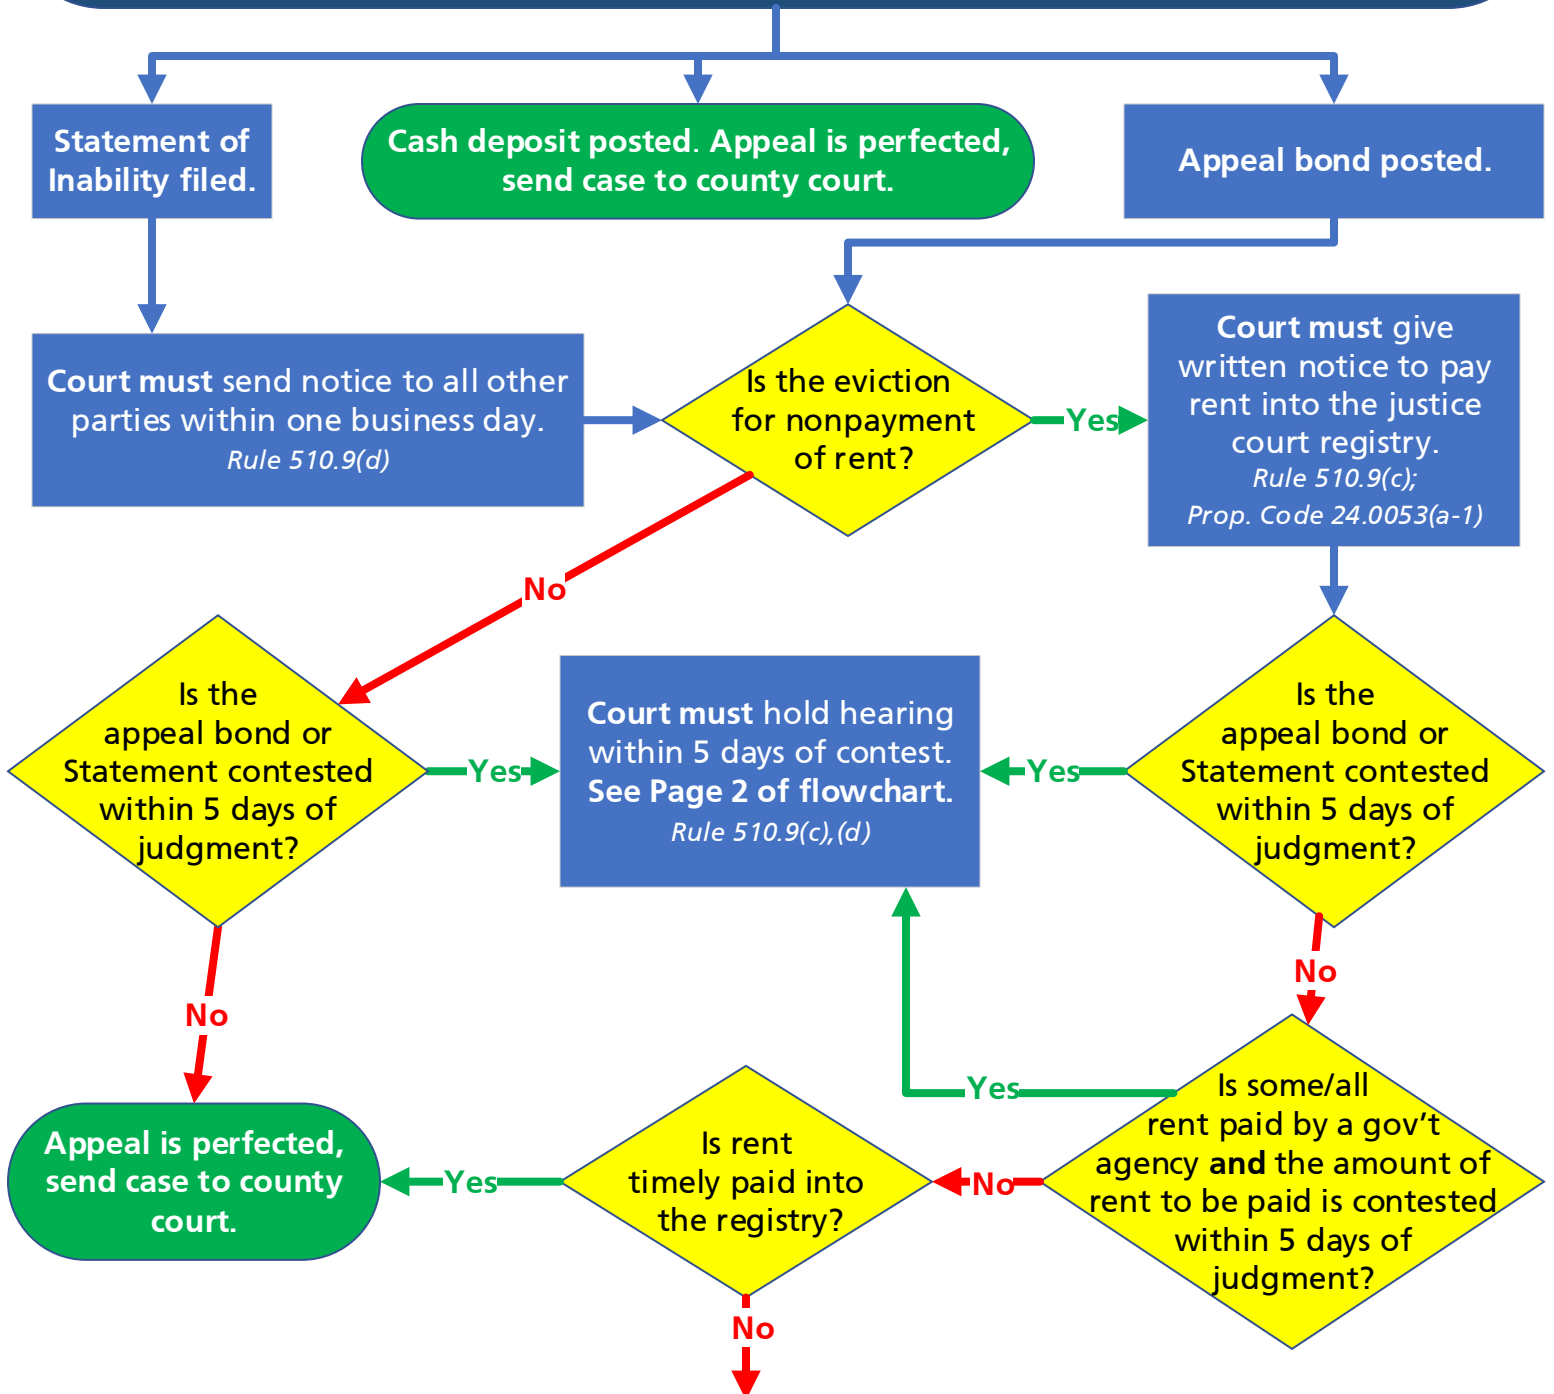 Statement of
Inability filed.
Cash deposit posted. Appeal is perfected,
send case to county court.
Appeal bond posted.
Court must send notice to all other
parties within one business day.
Rule 510.9(d)
Is the eviction
for nonpayment
of rent?
Yes
Court must give
written notice to pay
rent into the justice
court registry.
Rule 510.9(c);
Prop. Code 24.0053(a-1)
No
Is the
appeal bond or
Statement contested
within 5 days of
judgment?
Yes
Court must hold hearing
within 5 days of contest.
See Page 2 of flowchart.
Rule 510.9(c),(d)
Yes
Is the
appeal bond or
Statement contested
within 5 days of
judgment?
No
No
Yes
Appeal is perfected,
send case to county
court.
Yes
Is rent
timely paid into
the registry?
No
Is some/all
rent paid by a gov’t
agency and the amount of
rent to be paid is contested
within 5 days of
judgment?
No